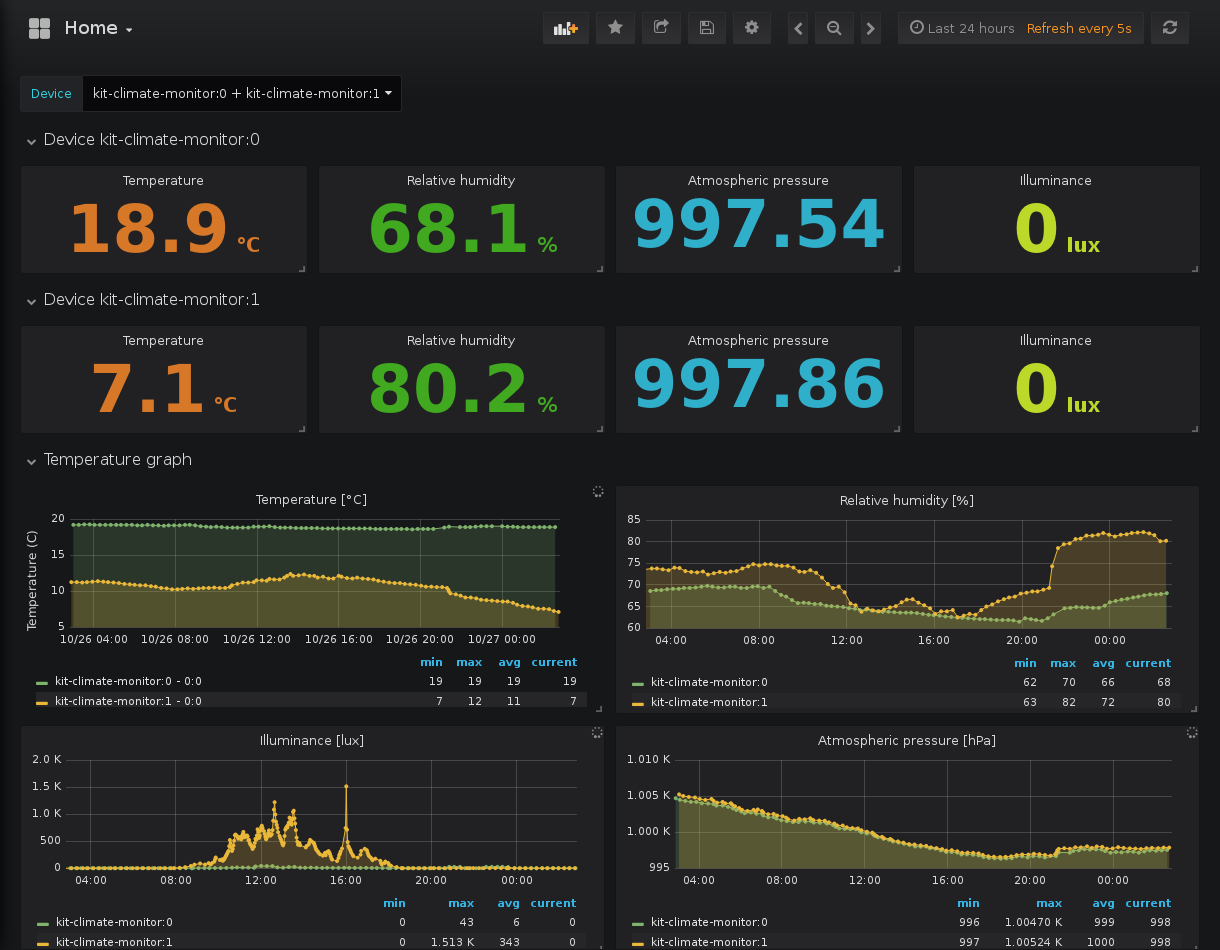 Home
Last 24 hours Refresh every 5s
Device kit-climate-monitor:0 + kit-climate-monitor:1
Device kit-climate-monitor:0
Temperature
18.9 °C
Relative humidity
68.1 %
Atmospheric pressure
997.54
Illuminance
0 lux
Device kit-climate-monitor:1
Temperature
7.1 °C
Relative humidity
80.2 %
Atmospheric pressure
997.86
Illuminance
0 lux
Temperature graph
Temperature [°C]
Temperature (C)
20
15
10
5
10/26 04:00 10/26 08:00 10/26 12:00 10/26 16:00 10/26 20:00 10/27 00:00
min max avg current
kit-climate-monitor:0 - 0:0 19 19 19 19
kit-climate-monitor:1 - 0:0 7 12 11 7
Relative humidity [%]
85
80
75
70
65
60
04:00 08:00 12:00 16:00 20:00 00:00
min max avg current
kit-climate-monitor:0 62 70 66 68
kit-climate-monitor:1 63 82 72 80
Illuminance [lux]
2.0 K
1.5 K
1.0 K
500
0
04:00 08:00 12:00 16:00 20:00 00:00
min max avg current
kit-climate-monitor:0 0 43 6 0
kit-climate-monitor:1 0 1.513 K 343 0
Atmospheric pressure [hPa]
1.010 K
1.005 K
1.000 K
995
04:00 08:00 12:00 16:00 20:00 00:00
min max avg current
kit-climate-monitor:0 996 1.00470 K 999 998
kit-climate-monitor:1 997 1.00524 K 1000 998